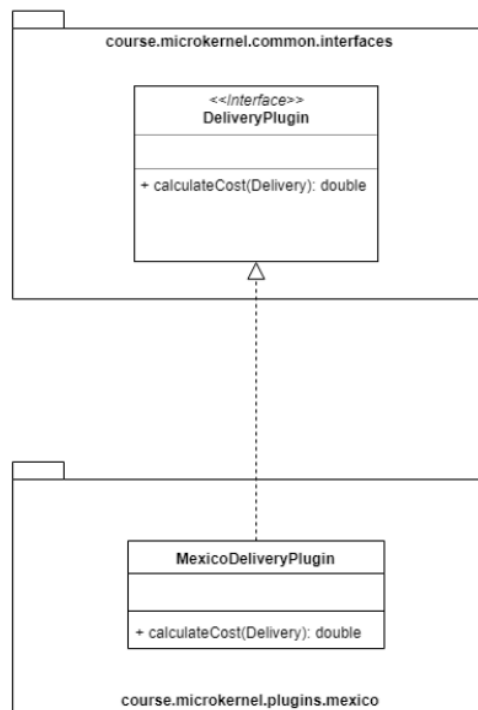 course.microkernel.common.interfaces
<<Interface>>
DeliveryPlugin
+ calculateCost(Delivery): double
MexicoDeliveryPlugin
+ calculateCost(Delivery): double
course.microkernel.plugins.mexico